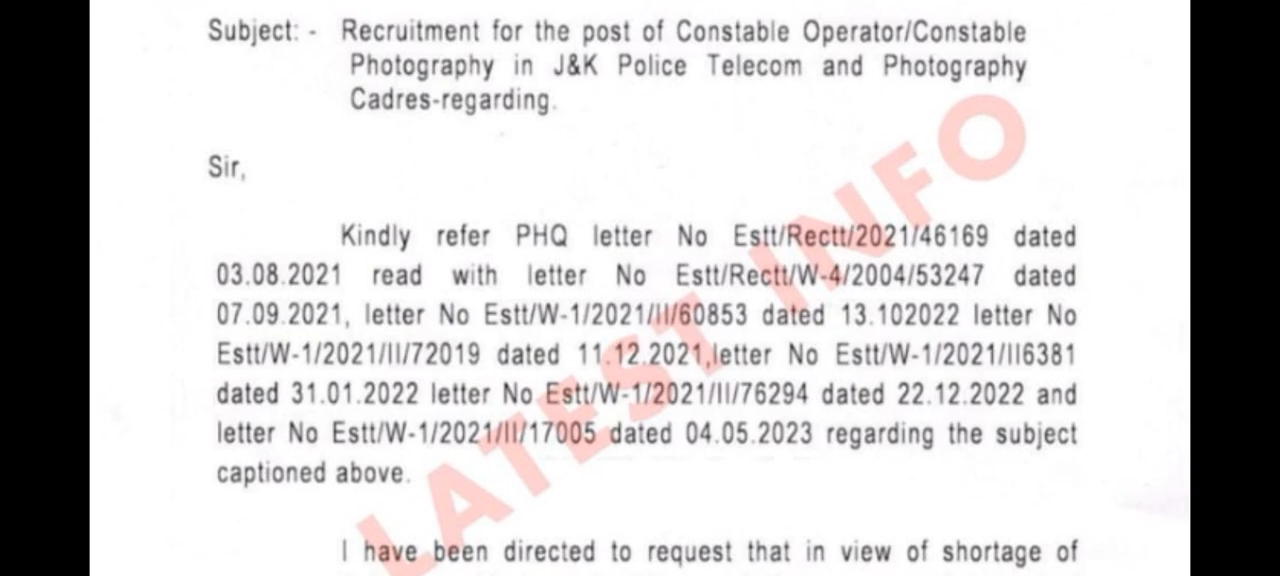 Subject: - Recruitment for the post of Constable Operator/Constable
Photography in J&K Police Telecom and Photography
Cadres-regarding.
Sir,
Kindly refer PHQ letter No Estt/Rectt/2021/46169 dated
03.08.2021 read with letter No Estt/Rectt/W-4/2004/53247 dated
07.09.2021, letter No Estt/W-1/2021/II/60853 dated 13.102022 letter No
Estt/W-1/2021/II/72019 dated 11.12.2021,letter No Estt/W-1/2021/II6381
dated 31.01.2022 letter No Estt/W-1/2021/II/76294 dated 22.12.2022 and
letter No Estt/W-1/2021/II/17005 dated 04.05.2023 regarding the subject
captioned above.
I have been directed to request that in view of shortage of
LATEST INFO